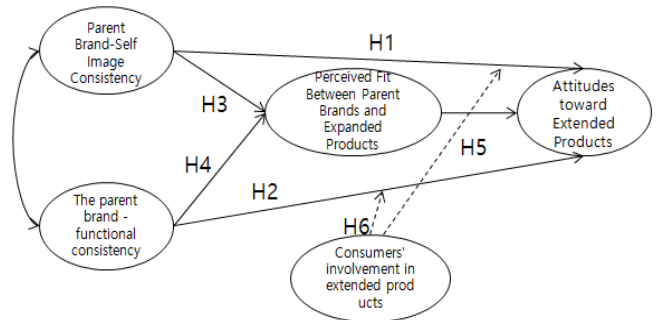 Parent
Brand-Self
Image
Consistency
H1
Perceived Fit
Between Parent
Brands and
Expanded
Products
Attitudes
toward
Extended
Products
H3
H4
H5
H2
The parent
brand -
functional
consistency
H6
Consumers'
involvement in
extended prod
ucts